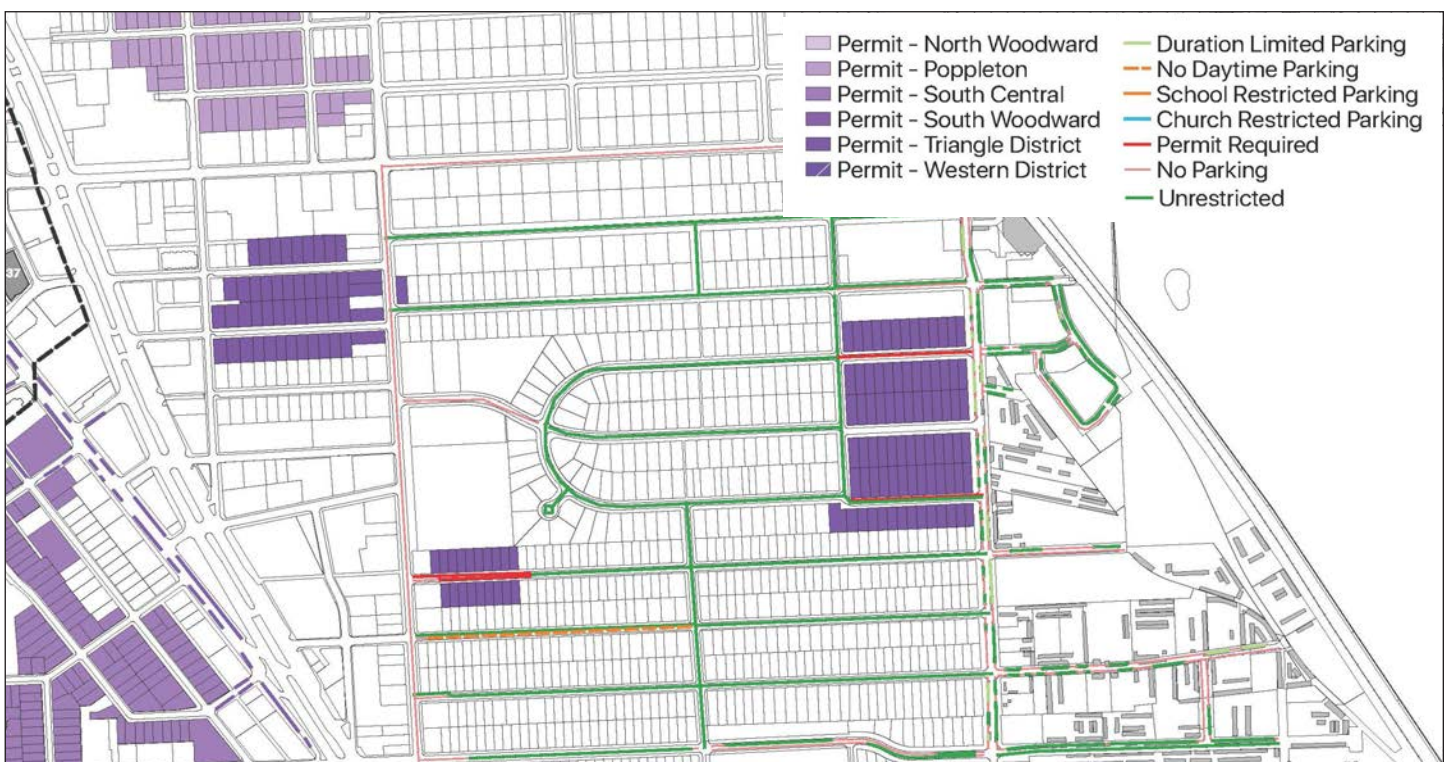 Permit - North Woodward
Permit - Poppleton
Permit - South Central
Permit - South Woodward
Permit - Triangle District
Permit - Western District
Duration Limited Parking
No Daytime Parking
School Restricted Parking
Church Restricted Parking
Permit Required
No Parking
Unrestricted
37